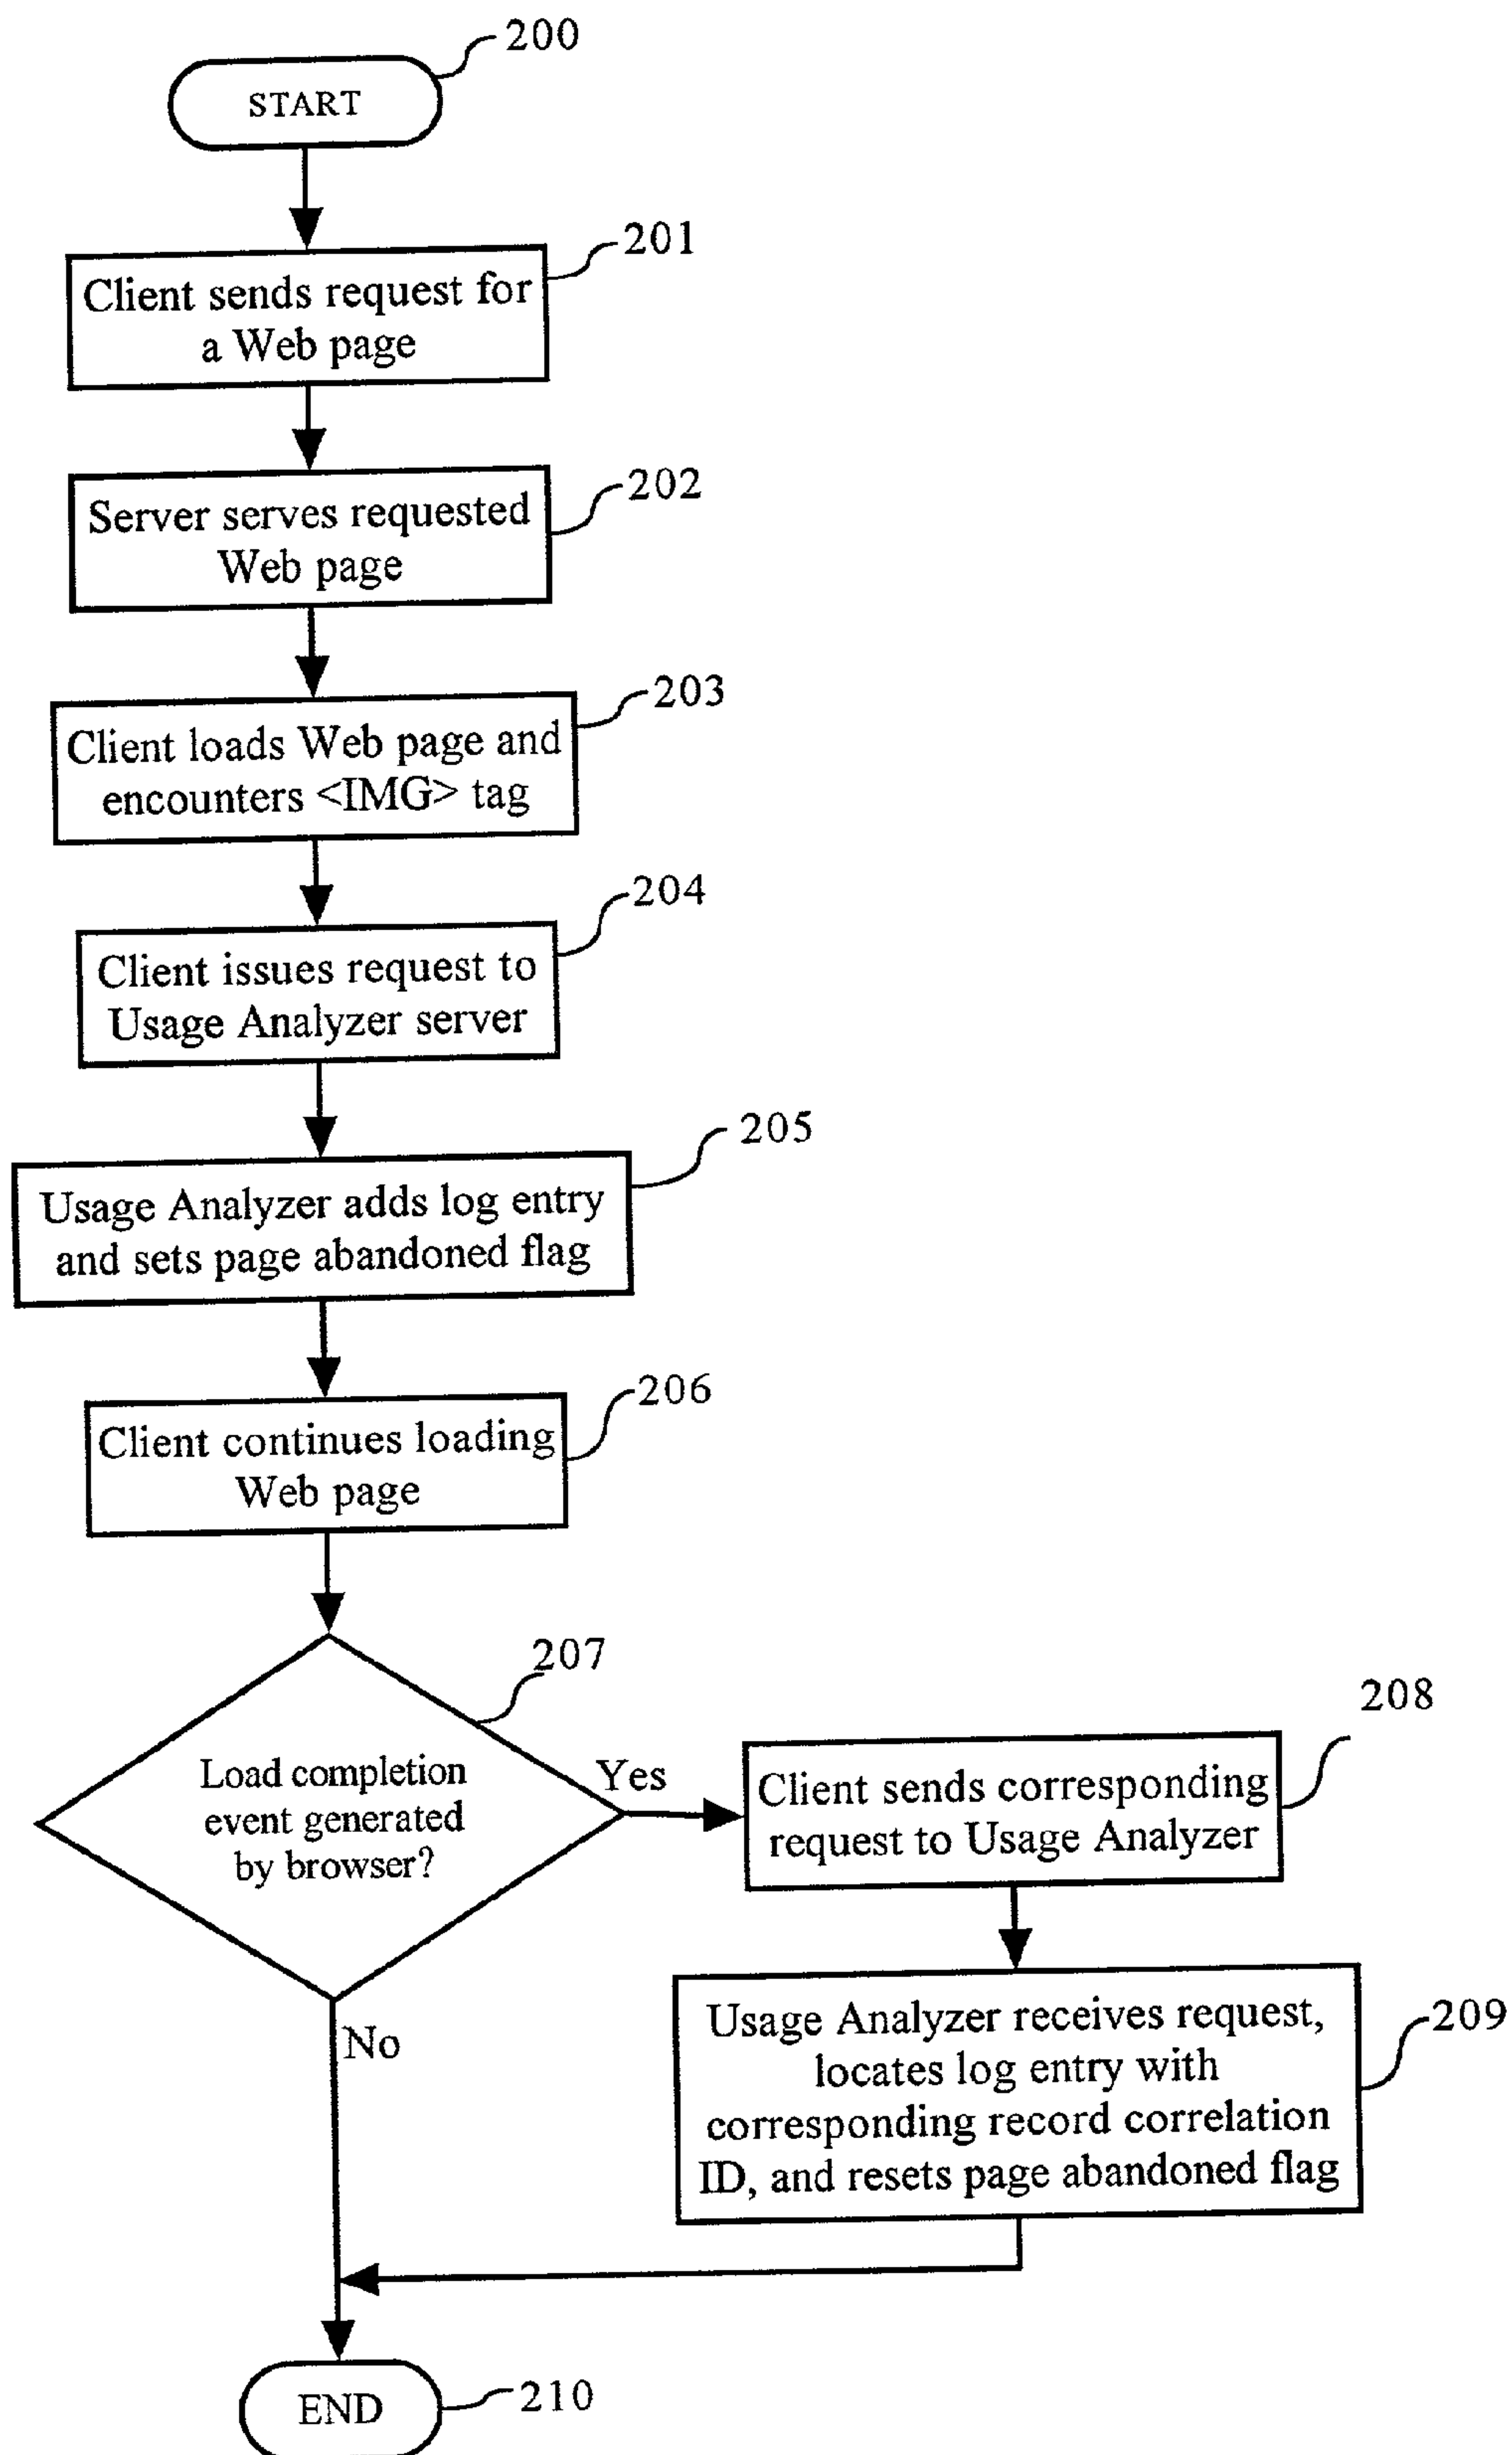 200
START
201
Client sends request for
a Web page
202
Server serves requested
Web page
203
Client loads Web page and
encounters <IMG> tag
204
Client issues request to
Usage Analyzer server
205
Usage Analyzer adds log entry
and sets page abandoned flag
206
Client continues loading
Web page
207
Load completion
event generated
by browser?
Yes
208
Client sends corresponding
request to Usage Analyzer
No
209
Usage Analyzer receives request,
locates log entry with
corresponding record correlation
ID, and resets page abandoned flag
END
210